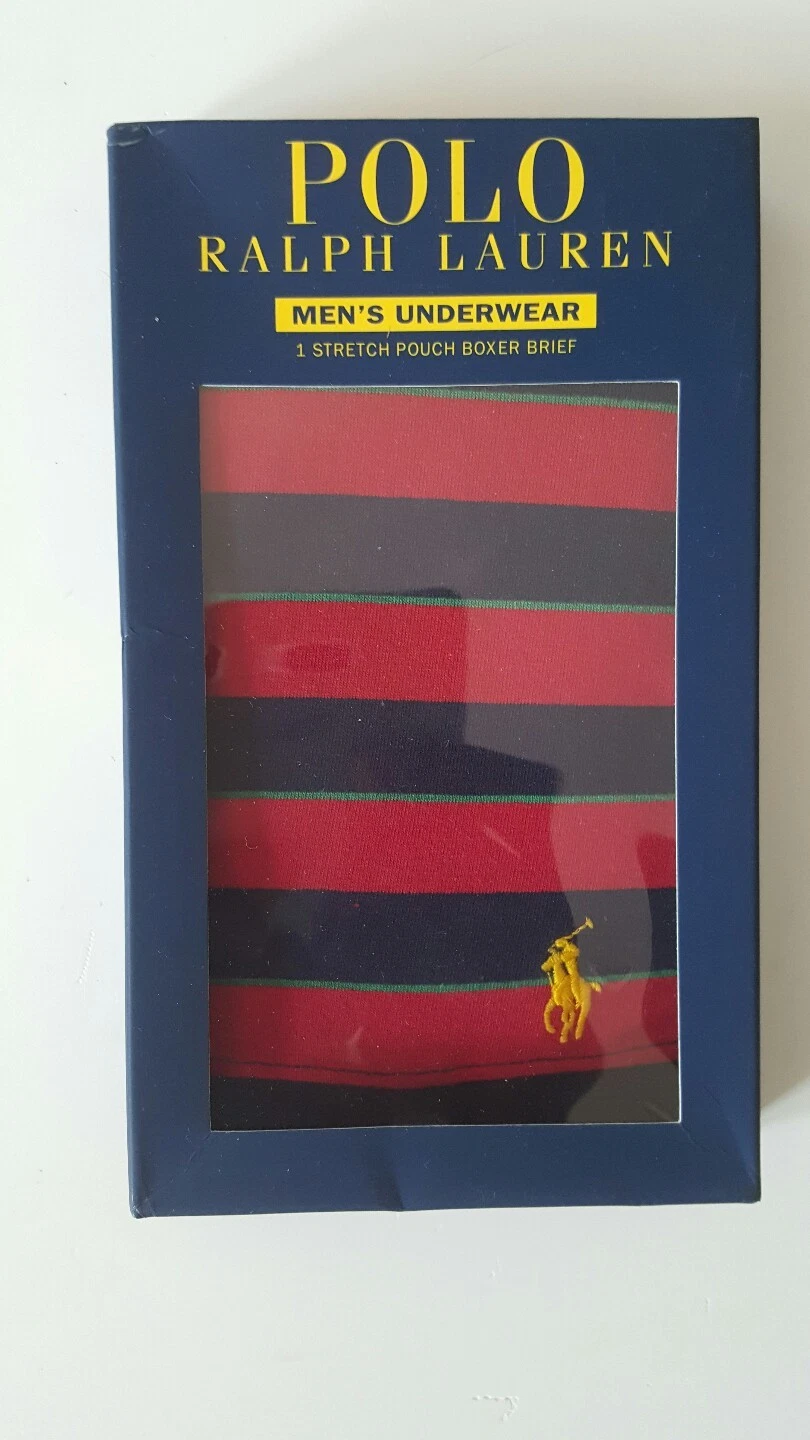 POLO
RALPH LAUREN
MEN'S UNDERWEAR
1 STRETCH POUCH BOXER BRIEF